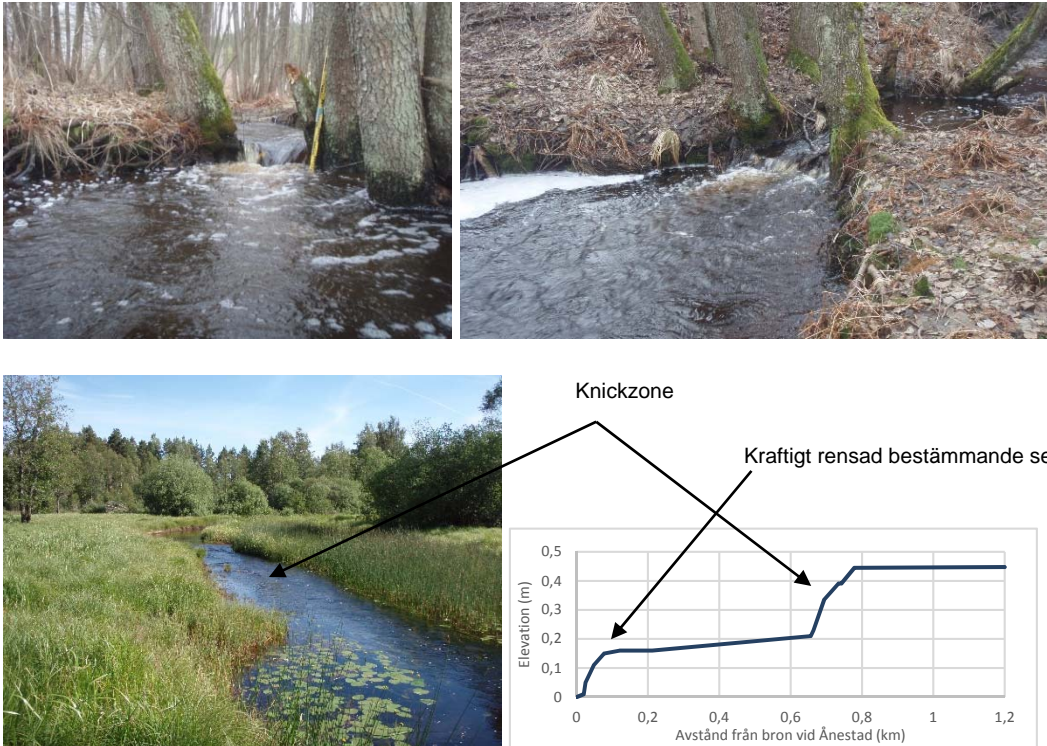 Knickzone
Kraftigt rensad bestämmande
0,5
0,4
0,3
0,2
0,1
0
Elevation (m)
0 0,2 0,4 0,6 0,8 1 1,2
Avstånd från bron vid Ånestad (km)